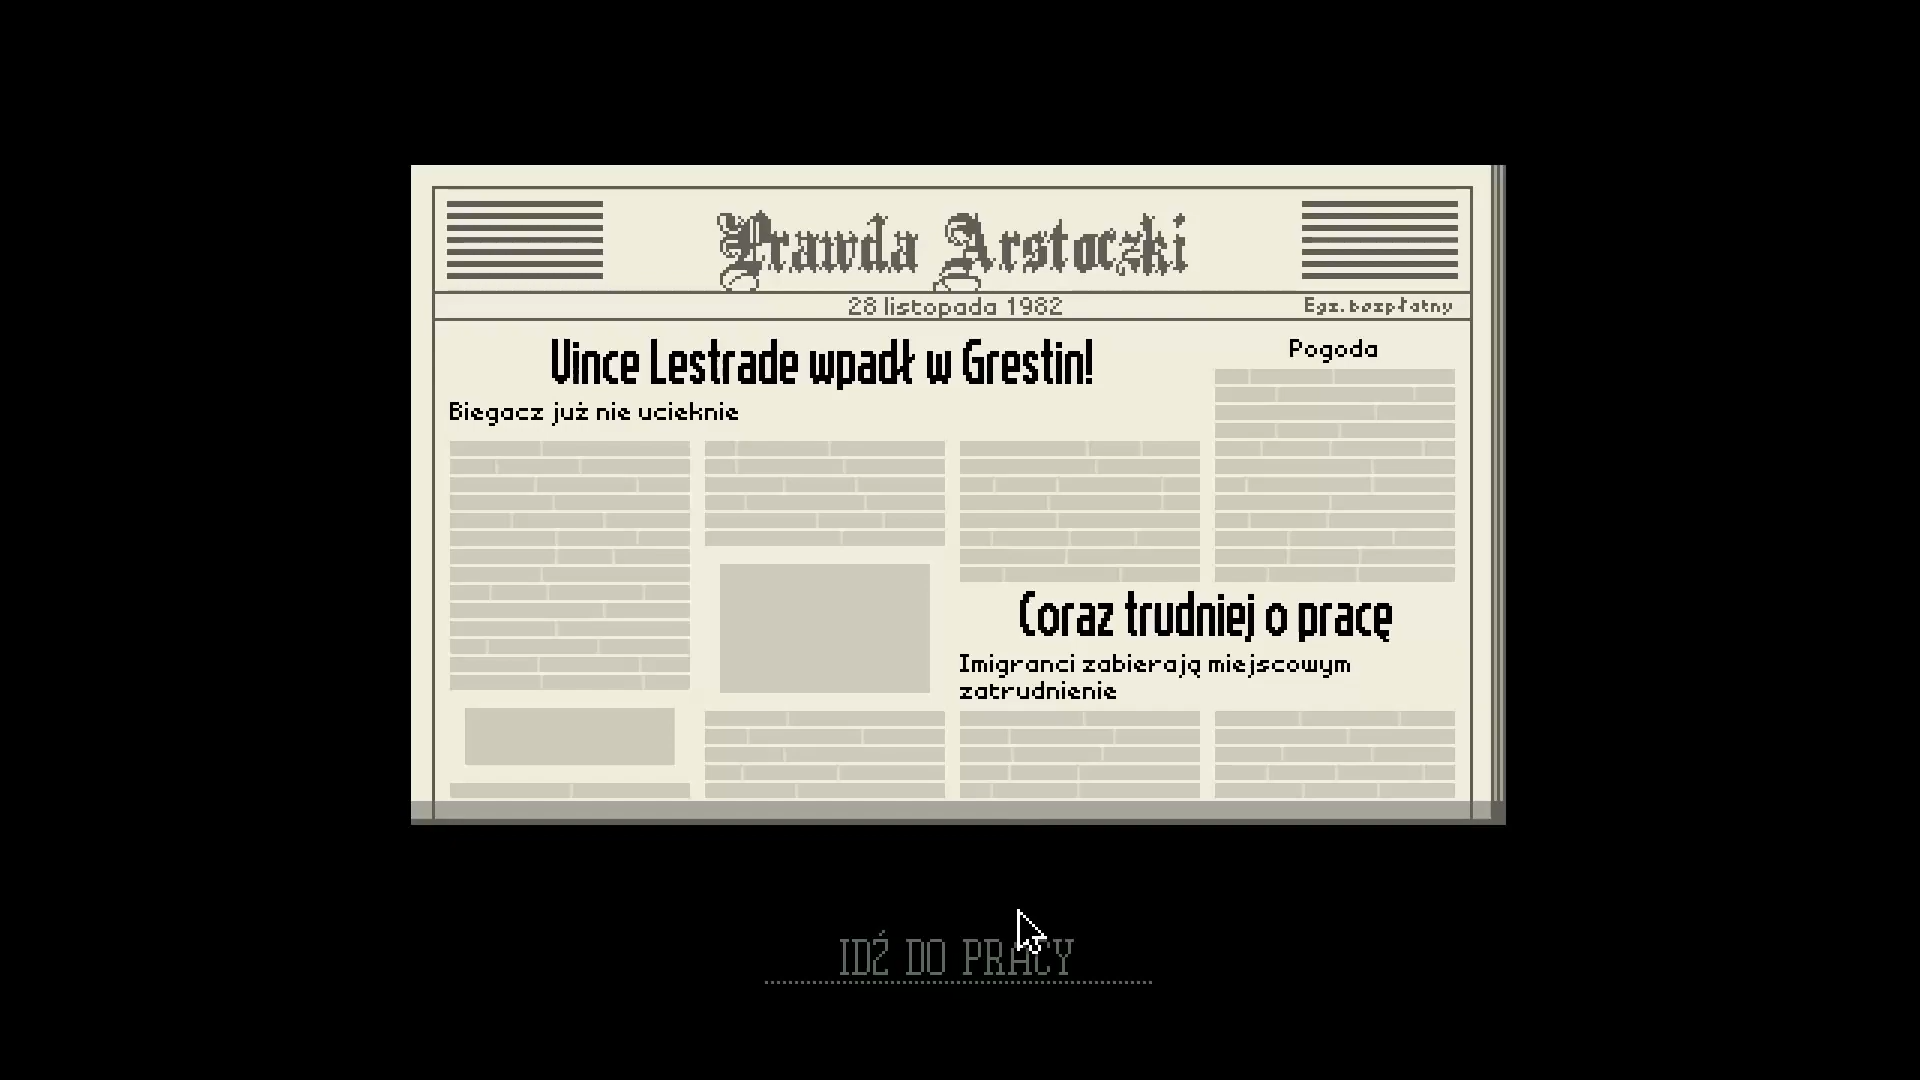 Prawda Arstoczki
28 listopada 1982
Egz. bezpłatny
Vince Lestrade wpadł w Grestin!
Biegacz już nie ucieknie
Pogoda
Coraz trudniej o pracę
Imigranci zabierają miejscowym
zatrudnienie
IDŹ DO PRACY